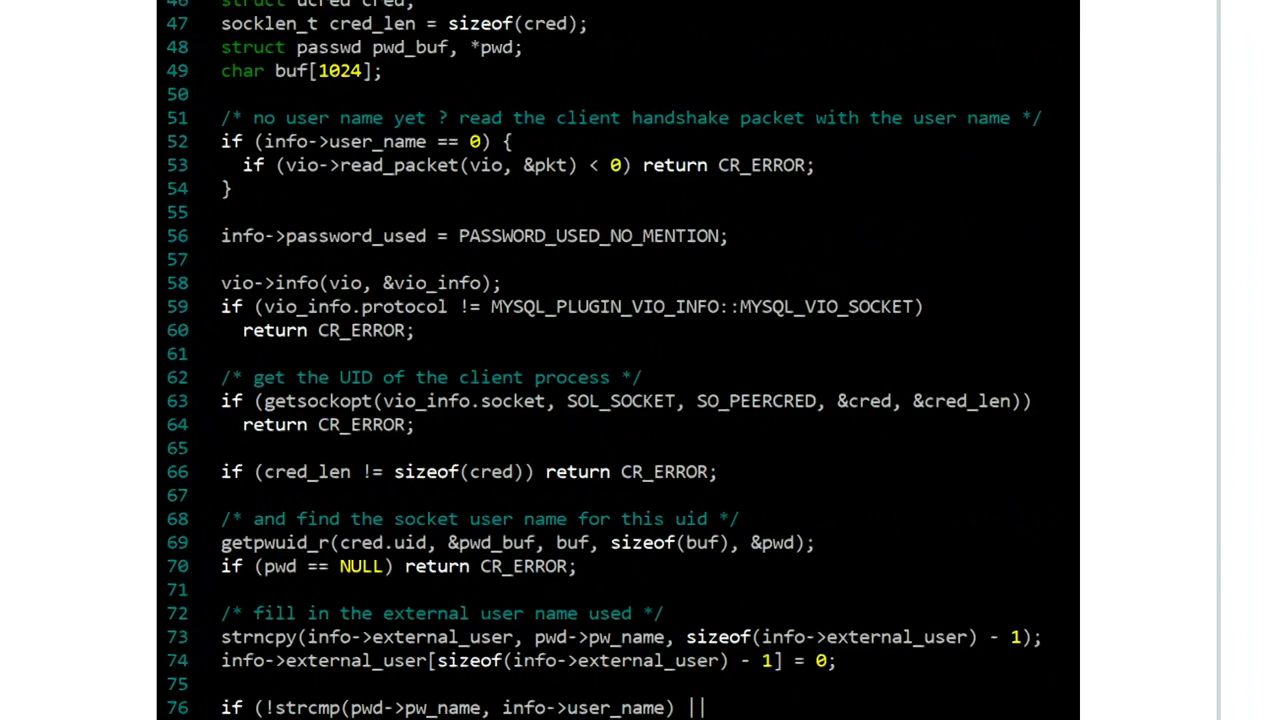 46 struct ucred cred;
47 socklen_t cred_len = sizeof(cred);
48 struct passwd pwd_buf, *pwd;
49 char buf[1024];
50
51 /* no user name yet ? read the client handshake packet with the user name */
52 if (info->user_name == 0) {
53 if (vio->read_packet(vio, &pkt) < 0) return CR_ERROR;
54 }
55
56 info->password_used = PASSWORD_USED_NO_MENTION;
57
58 vio->info(vio, &vio_info);
59 if (vio_info.protocol != MYSQL_PLUGIN_VIO_INFO::MYSQL_VIO_SOCKET)
60 return CR_ERROR;
61
62 /* get the UID of the client process */
63 if (getsockopt(vio_info.socket, SOL_SOCKET, SO_PEERCRED, &cred, &cred_len))
64 return CR_ERROR;
65
66 if (cred_len != sizeof(cred)) return CR_ERROR;
67
68 /* and find the socket user name for this uid */
69 getpwuid_r(cred.uid, &pwd_buf, buf, sizeof(buf), &pwd);
70 if (pwd == NULL) return CR_ERROR;
71
72 /* fill in the external user name used */
73 strncpy(info->external_user, pwd->pw_name, sizeof(info->external_user) - 1);
74 info->external_user[sizeof(info->external_user) - 1] = 0;
75
76 if (!strcmp(pwd->pw_name, info->user_name) ||